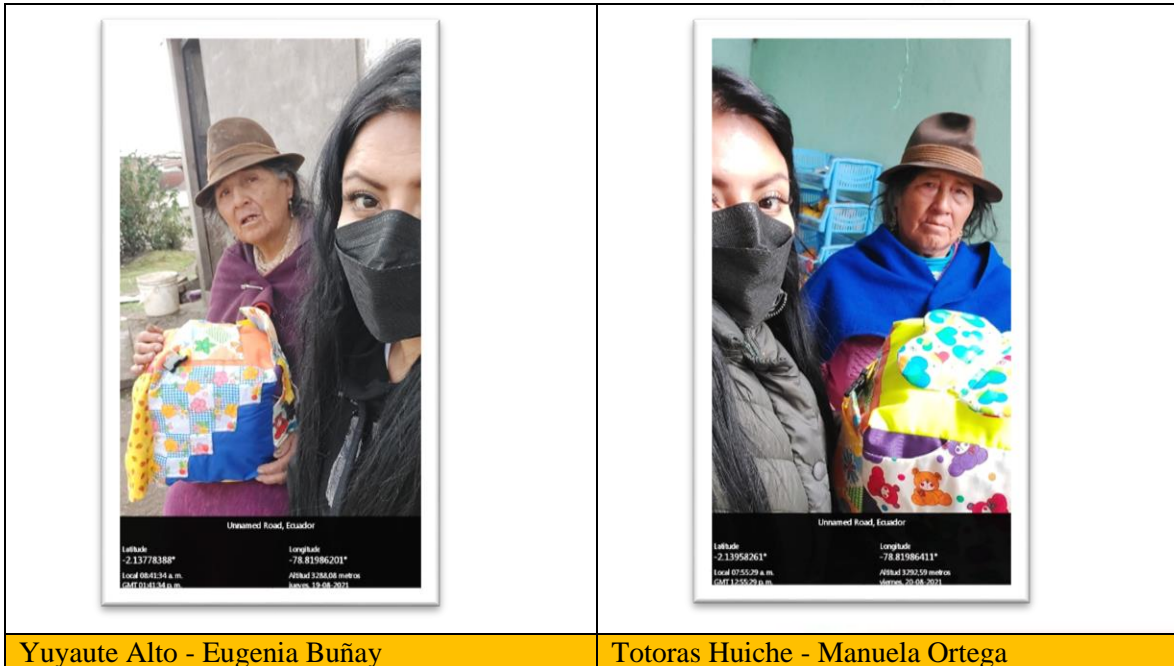 Unnamed Road, Ecuador
Latitude
-2.13778388°
Longitude
-78.81986201°
Local 08:41:34 a. m.
GMT 01:41:34 p. m.
Altitud 3288,08 metros
jueves, 19-08-2021
Unnamed Road, Ecuador
Latitude
-2.13958261°
Longitude
-78.81986411°
Local 07:55:29 a. m.
GMT 12:55:29 p. m.
Altitud 3292,59 metros
viernes, 20-08-2021
Yuyaute Alto - Eugenia Buñay
Totoras Huiche - Manuela Ortega